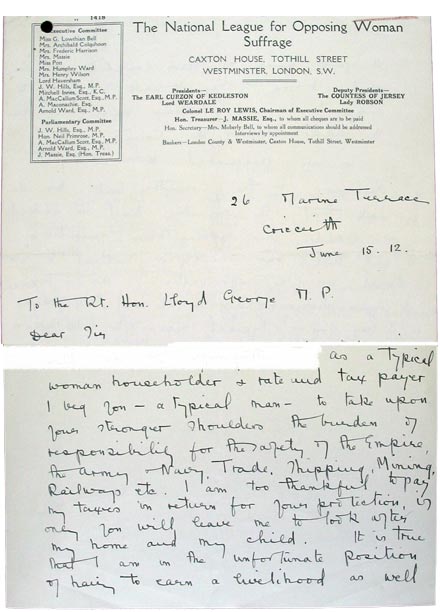 1418
Executive Committee
Miss G. Lowthian Bell
Mrs. Archibald Colquhoun
Mrs. Frederic Harrison
Mrs. Massie
Miss Pott
Mrs. Humphry Ward
Mrs. Henry Wilson
Lord Haversham
J. W. Hills, Esq., M.P.
Mitchell Innes, Esq., K.C.
A. MacCallum Scott, Esq., M.P.
A. Maconachie, Esq.
Arnold Ward, Esq., M.P.
Parliamentary Committee
J. W. Hills, Esq., M.P.
Hon. Neil Primrose, M.P.
A. MacCallum Scott, Esq., M.P.
Arnold Ward, Esq., M.P.
J. Massie, Esq. (Hon. Treas.)
The National League for Opposing Woman
Suffrage
CAXTON HOUSE, TOTHILL STREET
WESTMINSTER, LONDON, S.W.
Presidents— Deputy Presidents—
The EARL CURZON OF KEDLESTON The COUNTESS OF JERSEY
Lord WEARDALE Lady ROBSON
Colonel LE ROY LEWIS, Chairman of Executive Committee
Hon. Treasurer—J. MASSIE, Esq., to whom all cheques are to be paid
Hon. Secretary—Mrs. Moberly Bell, to whom all communications should be addressed
Interviews by appointment
Bankers—London County & Westminster, Caxton House, Tothill Street, Westminster
26 Marine Terrace
Criccieth
June 15. 12.
To the Rt. Hon. Lloyd George M. P.
Dear Sir
as a typical
woman householder & rate and tax payer
I beg you — a typical man — to take upon
your stronger shoulders the burden of
responsibility for the safety of the Empire,
the Army Navy, Trade, Shipping, Mining,
Railways etc. I am too thankful to pay
my taxes in return for your protection, if
only you will leave me to look after
my home and my child. It is true
that I am in the unfortunate position
of having to earn a livelihood as well